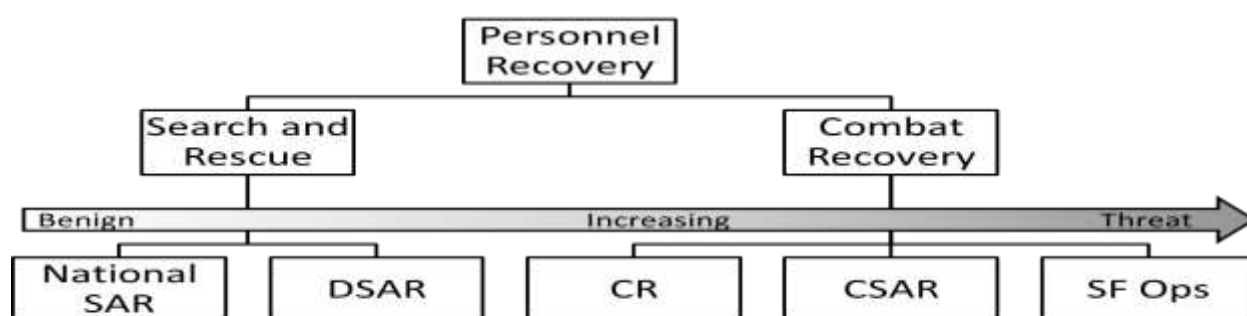 Personnel
Recovery
Search and
Rescue
Combat
Recovery
Benign Increasing Threat
National
SAR
DSAR
CR
CSAR
SF Ops